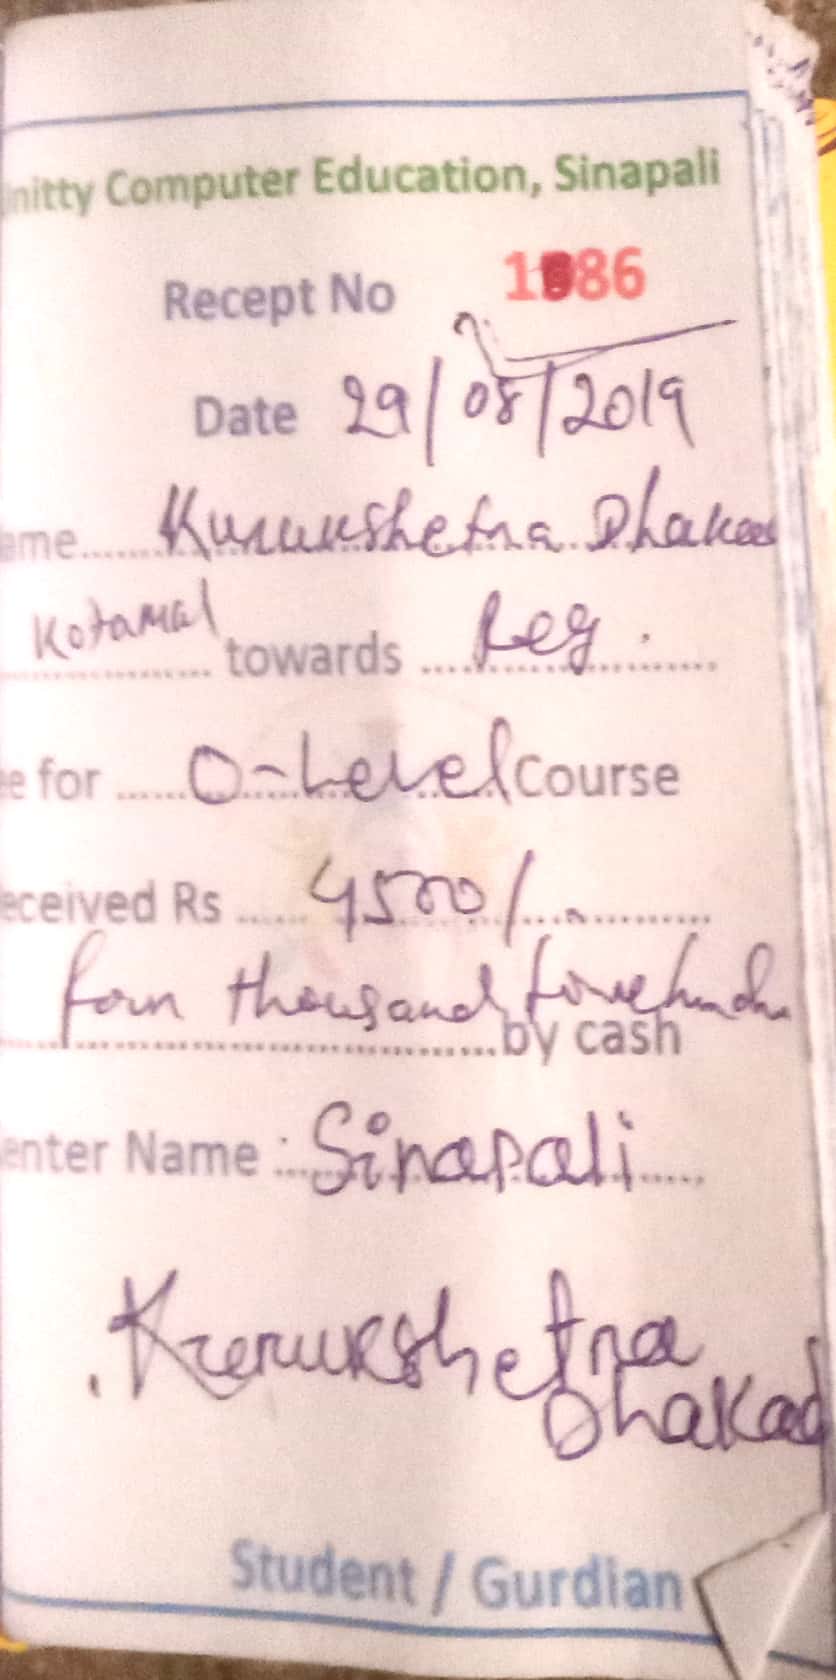 nitty Computer Education, Sinapali
Recept No 1986
Date 29/08/2019
ame........ Kurukshetra Dhakad
Kotamal towards Reg.
e for ...... O-Level Course
eceived Rs ...... 4500/.............
four thousand five hundred by cash
enter Name : Sinapali
Kurukshetra
Dhakad
Student / Gurdian